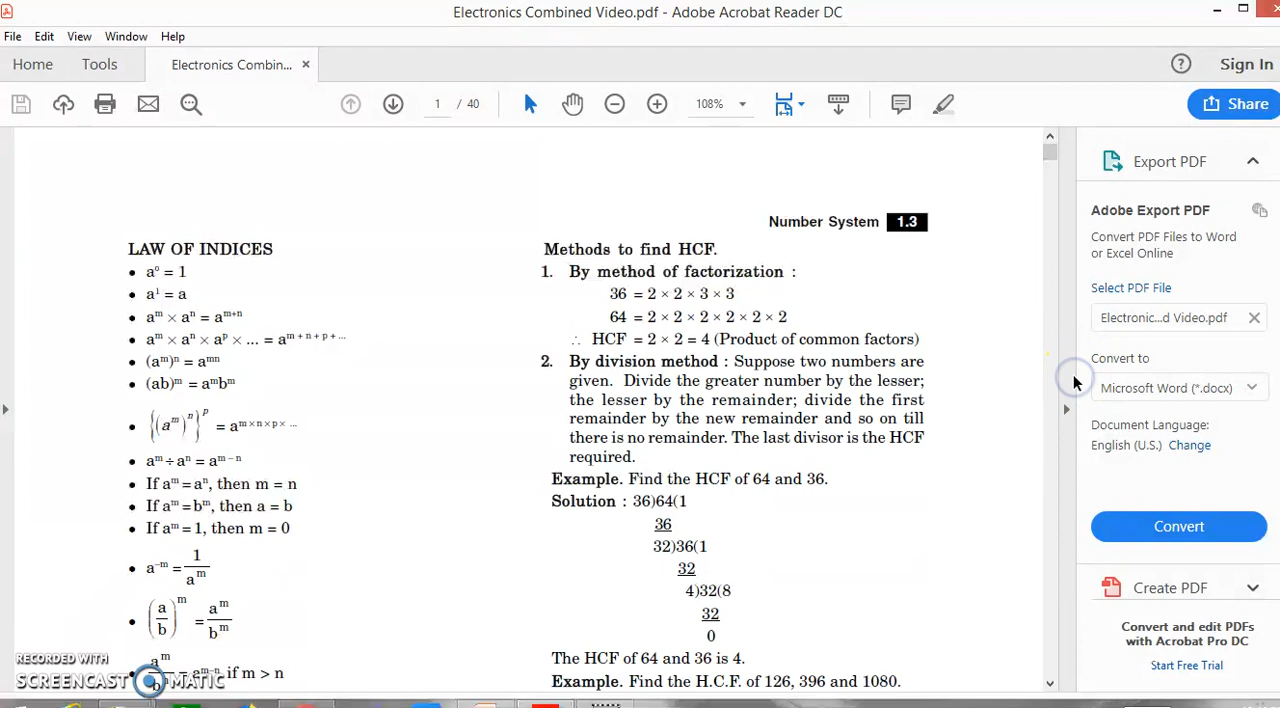 Electronics Combined Video.pdf - Adobe Acrobat Reader DC
File Edit View Window Help
Home Tools Electronics Combin... ×
Sign In
1 / 40
108%
Share
Number System 1.3
LAW OF INDICES
• a⁰ = 1
• a¹ = a
• aᵐ × aⁿ = aᵐ⁺ⁿ
• aᵐ × aⁿ × aᵖ × ... = aᵐ⁺ⁿ⁺ᵖ⁺ ...
• (aᵐ)ⁿ = aᵐⁿ
• (ab)ᵐ = aᵐbᵐ
• {(aᵐ)ⁿ}ᵖ = aᵐˣⁿˣᵖˣ ...
• aᵐ ÷ aⁿ = aᵐ⁻ⁿ
• If aᵐ = aⁿ, then m = n
• If aᵐ = bᵐ, then a = b
• If aᵐ = 1, then m = 0
• a⁻ᵐ = 1/aᵐ
• (a/b)ᵐ = aᵐ/bᵐ
aᵐ⁻ⁿ if m > n
Methods to find HCF.
1. By method of factorization :
36 = 2 × 2 × 3 × 3
64 = 2 × 2 × 2 × 2 × 2 × 2
∴ HCF = 2 × 2 = 4 (Product of common factors)
2. By division method : Suppose two numbers are
given. Divide the greater number by the lesser;
the lesser by the remainder; divide the first
remainder by the new remainder and so on till
there is no remainder. The last divisor is the HCF
required.
Example. Find the HCF of 64 and 36.
Solution : 36)64(1
36
32)36(1
32
4)32(8
32
0
The HCF of 64 and 36 is 4.
Example. Find the H.C.F. of 126, 396 and 1080.
Export PDF
Adobe Export PDF
Convert PDF Files to Word
or Excel Online
Select PDF File
Electronic...d Video.pdf
Convert to
Microsoft Word (*.docx)
Document Language:
English (U.S.) Change
Convert
Create PDF
Convert and edit PDFs
with Acrobat Pro DC
Start Free Trial
RECORDED WITH
SCREENCAST MATIC